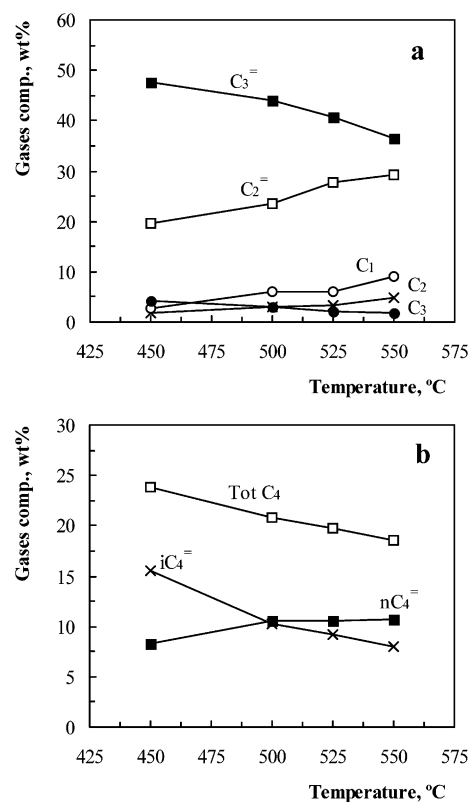 a
Gases comp., wt%
60
50
40
30
20
10
0
C3=
C2=
C1
C2
C3
425 450 475 500 525 550 575
Temperature, ºC
b
Gases comp., wt%
30
25
20
15
10
5
0
Tot C4
iC4=
nC4=
425 450 475 500 525 550 575
Temperature, ºC